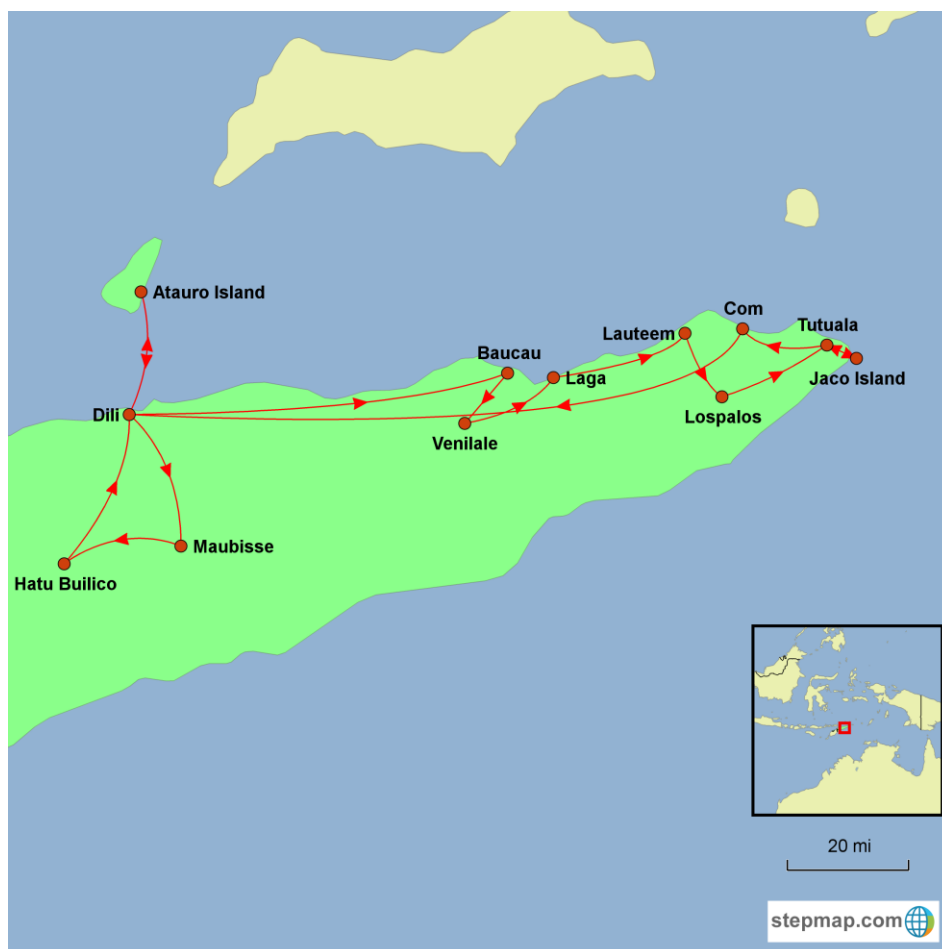 Atauro Island
Com
Tutuala
Lauteem
Baucau
Laga
Jaco Island
Dili
Lospalos
Venilale
Maubisse
Hatu Builico
20 mi
stepmap.com